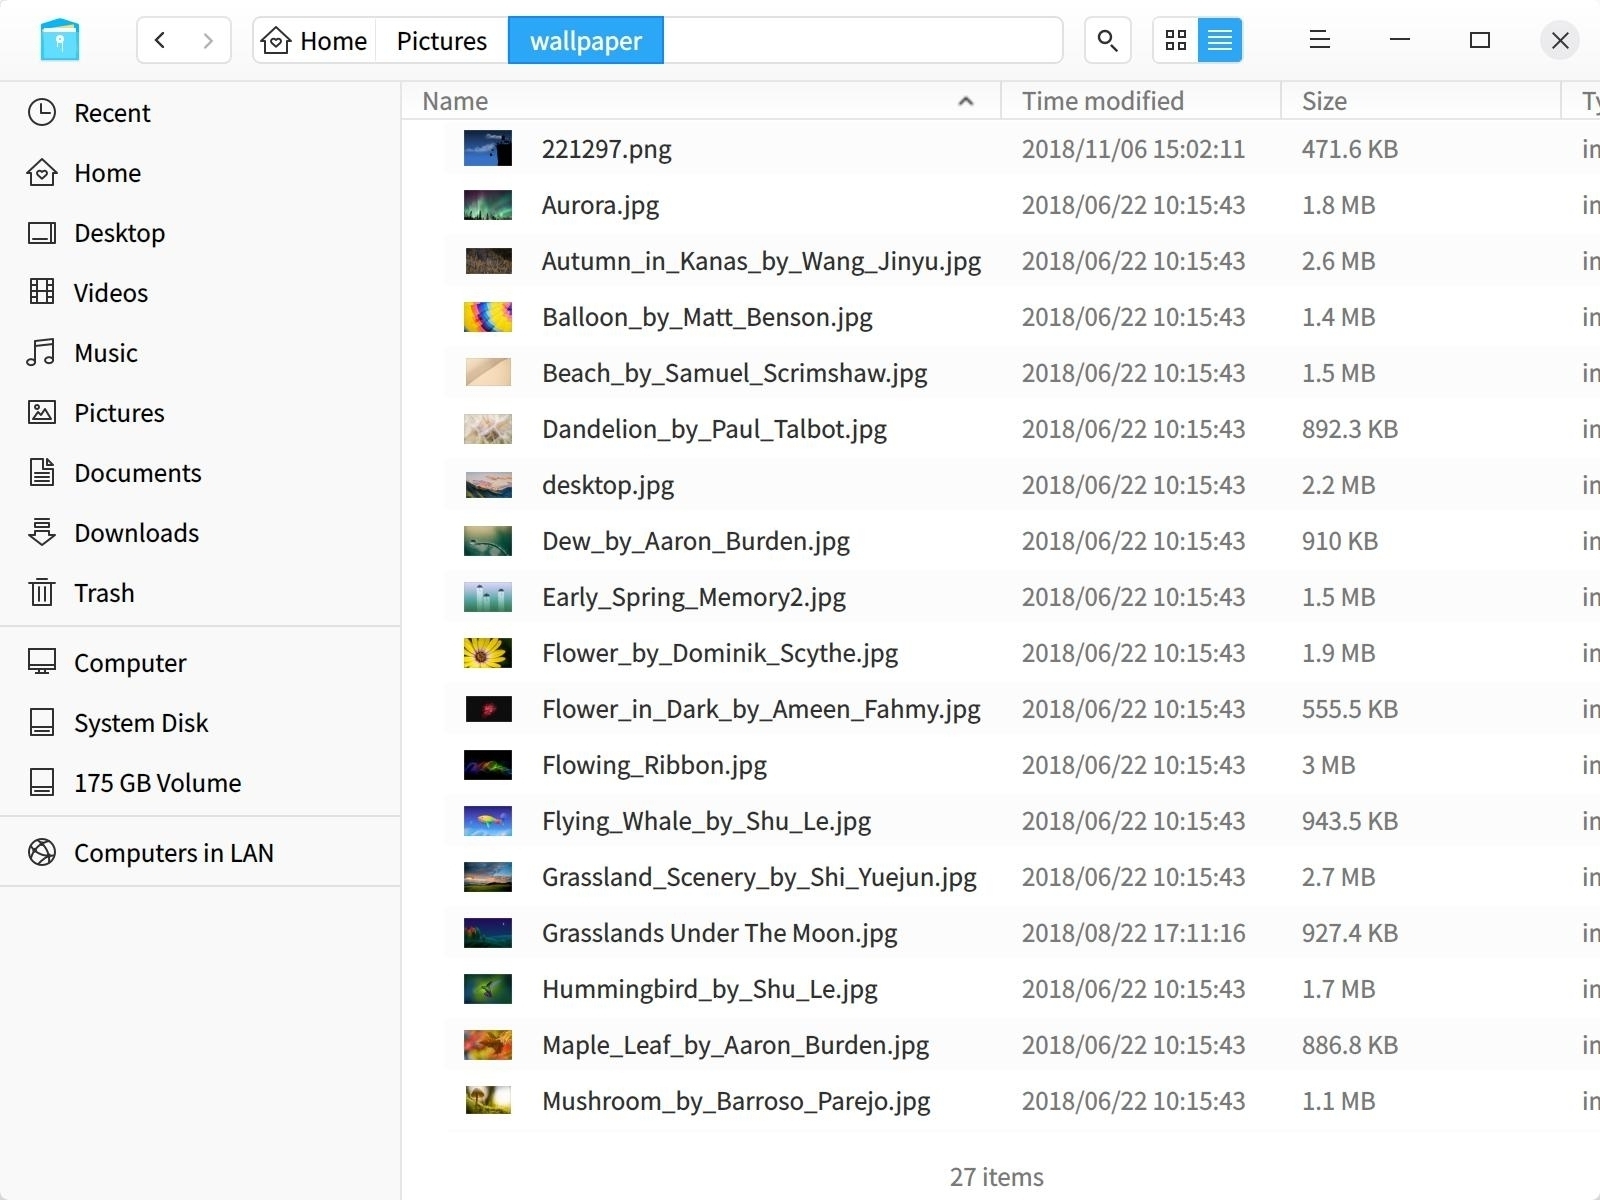 Home Pictures wallpaper
Name Time modified Size Ty
Recent
Home
Desktop
Videos
Music
Pictures
Documents
Downloads
Trash
Computer
System Disk
175 GB Volume
Computers in LAN
221297.png 2018/11/06 15:02:11 471.6 KB in
Aurora.jpg 2018/06/22 10:15:43 1.8 MB in
Autumn_in_Kanas_by_Wang_Jinyu.jpg 2018/06/22 10:15:43 2.6 MB in
Balloon_by_Matt_Benson.jpg 2018/06/22 10:15:43 1.4 MB in
Beach_by_Samuel_Scrimshaw.jpg 2018/06/22 10:15:43 1.5 MB in
Dandelion_by_Paul_Talbot.jpg 2018/06/22 10:15:43 892.3 KB in
desktop.jpg 2018/06/22 10:15:43 2.2 MB in
Dew_by_Aaron_Burden.jpg 2018/06/22 10:15:43 910 KB in
Early_Spring_Memory2.jpg 2018/06/22 10:15:43 1.5 MB in
Flower_by_Dominik_Scythe.jpg 2018/06/22 10:15:43 1.9 MB in
Flower_in_Dark_by_Ameen_Fahmy.jpg 2018/06/22 10:15:43 555.5 KB in
Flowing_Ribbon.jpg 2018/06/22 10:15:43 3 MB in
Flying_Whale_by_Shu_Le.jpg 2018/06/22 10:15:43 943.5 KB in
Grassland_Scenery_by_Shi_Yuejun.jpg 2018/06/22 10:15:43 2.7 MB in
Grasslands Under The Moon.jpg 2018/08/22 17:11:16 927.4 KB in
Hummingbird_by_Shu_Le.jpg 2018/06/22 10:15:43 1.7 MB in
Maple_Leaf_by_Aaron_Burden.jpg 2018/06/22 10:15:43 886.8 KB in
Mushroom_by_Barroso_Parejo.jpg 2018/06/22 10:15:43 1.1 MB in
27 items